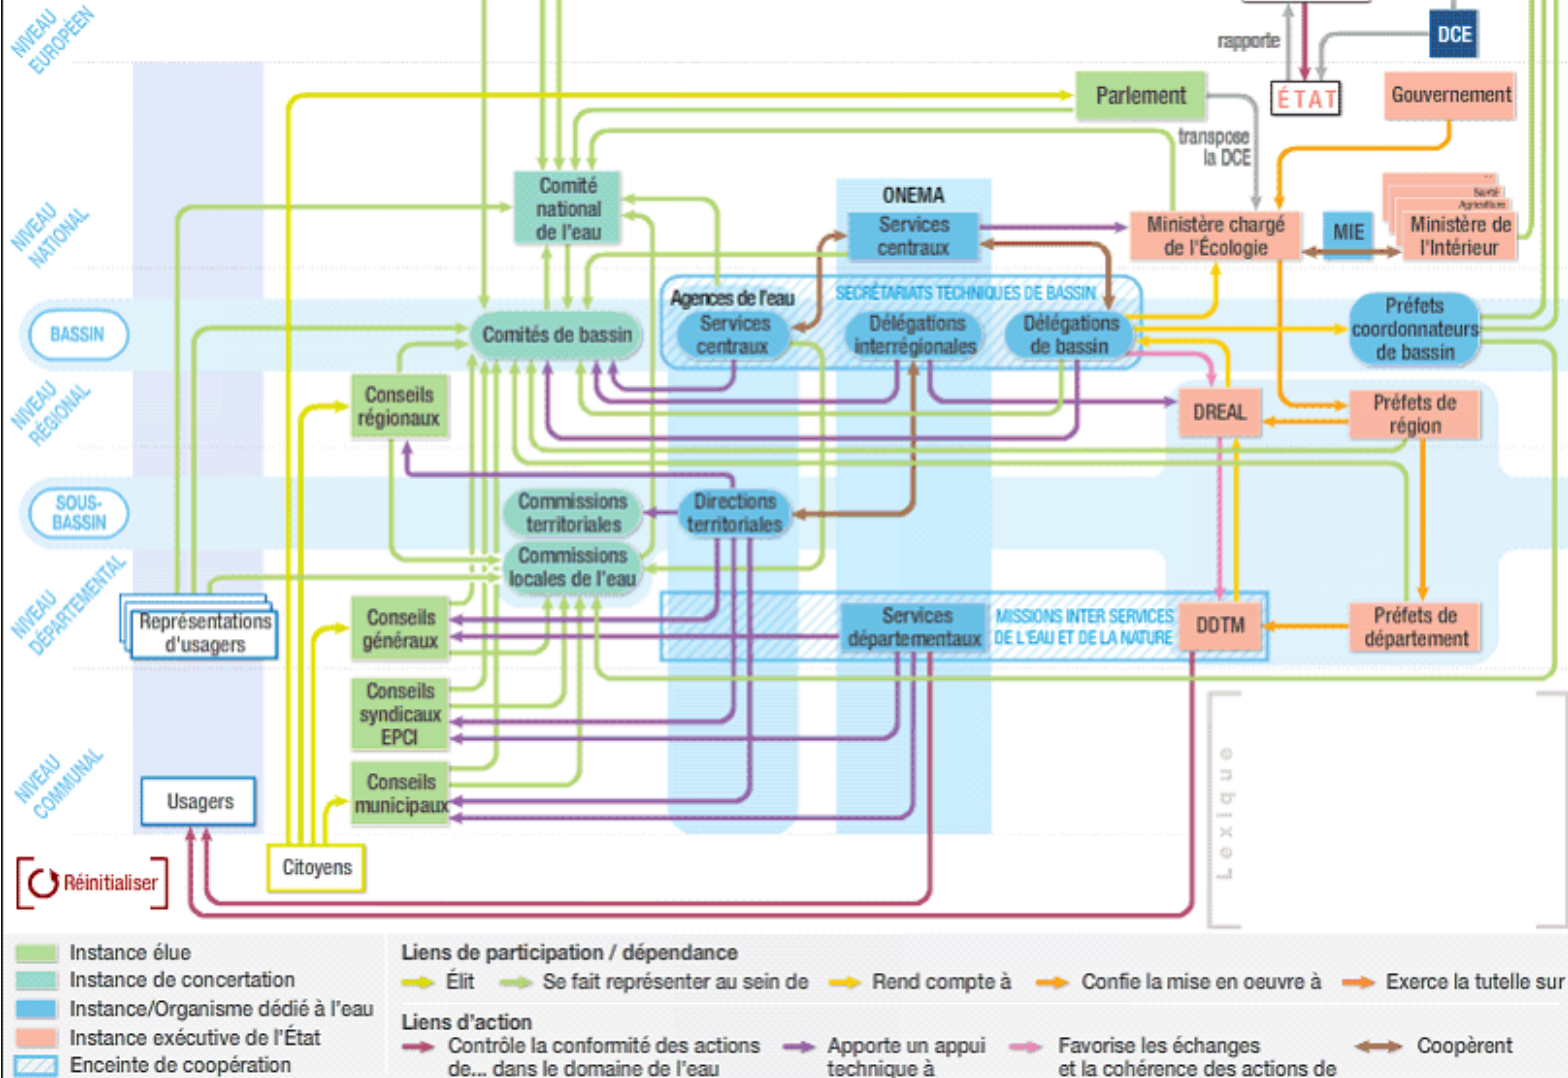 NIVEAU
EUROPÉEN
rapporte
DCE
Parlement
ÉTAT
Gouvernement
transpose
la DCE
NIVEAU
NATIONAL
Comité
national
de l'eau
ONEMA
Services
centraux
Ministère chargé
de l'Écologie
MIE
Santé
Agriculture
Ministère de
l'Intérieur
BASSIN
Comités de bassin
Agences de l'eau
Services
centraux
SECRÉTARIATS TECHNIQUES DE BASSIN
Délégations
interrégionales
Délégations
de bassin
Préfets
coordonnateurs
de bassin
NIVEAU
RÉGIONAL
Conseils
régionaux
DREAL
Préfets de
région
SOUS-
BASSIN
Commissions
territoriales
Directions
territoriales
Commissions
locales de l'eau
NIVEAU
DÉPARTEMENTAL
Représentations
d'usagers
Conseils
généraux
Services
départementaux
MISSIONS INTER SERVICES
DE L'EAU ET DE LA NATURE
DDTM
Préfets de
département
Conseils
syndicaux
EPCI
NIVEAU
COMMUNAL
Usagers
Conseils
municipaux
Lexique
Citoyens
Réinitialiser
Instance élue
Instance de concertation
Instance/Organisme dédié à l'eau
Instance exécutive de l'État
Enceinte de coopération
Liens de participation / dépendance
Élit
Se fait représenter au sein de
Rend compte à
Confie la mise en oeuvre à
Exerce la tutelle sur
Liens d'action
Contrôle la conformité des actions
de... dans le domaine de l'eau
Apporte un appui
technique à
Favorise les échanges
et la cohérence des actions de
Coopèrent